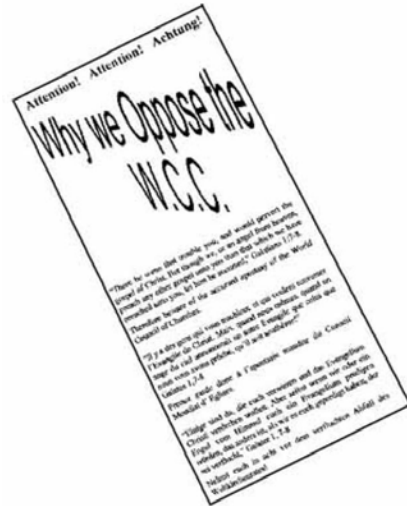 Attention! Attention! Achtung!
Why we Oppose the
W.C.C.
"There be some that trouble you, and would pervert the
gospel of Christ. But though we, or an angel from heaven,
preach any other gospel unto you than that which we have
preached unto you, let him be accursed." Galatians 1:7-8.
Therefore beware of the accursed apostasy of the World
Council of Churches.
"Il y a des gens qui vous troublent, et qui veulent renverser
l'Evangile de Christ. Mais, quand nous-mêmes, quand un
ange du ciel annoncerait un autre Evangile que celui que
nous vous avons prêché, qu'il soit anathème!"
Galates 1,7-8
Prenez garde donc à l'apostasie maudite du Conseil
Mondial d' Eglises.
"Einige sind da, die euch verwirren und das Evangelium
Christi verkehren wollen. Aber selbst wenn wir oder ein
Engel vom Himmel euch ein Evangelium predigen
würden, das anders ist, als wir es euch gepredigt haben, der
sei verflucht," Galater 1, 7-8
Nehmt euch in acht vor dem verfluchten Abfall des
Weltkirchenrates!